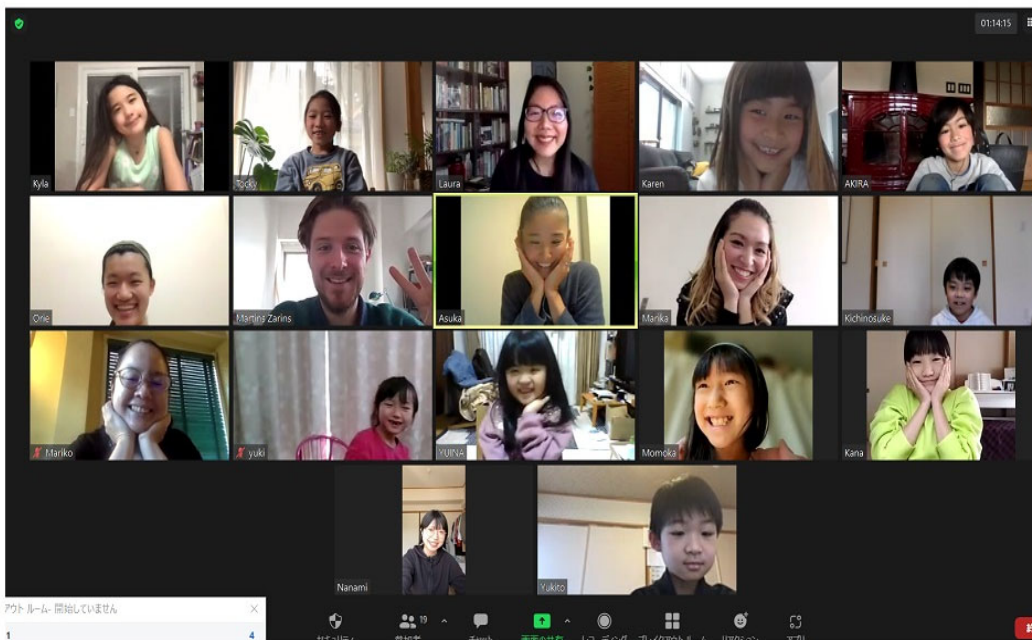 01:14:15
Kyla
Tocky
Laura
Karen
AKIRA
Orie
Martins Zarins
Asuka
Marika
Kichinosuke
Mariko
yuki
YUINA
Momoka
Kana
Nanami
Yukito
アウト ルーム - 開始していません
1
4
19